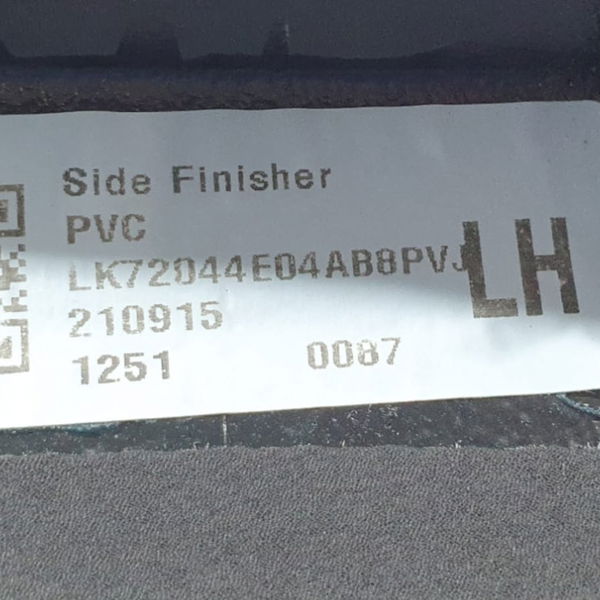 Side Finisher
PVC
LK72044E04AB8PVJ
LH
210915
1251 0087